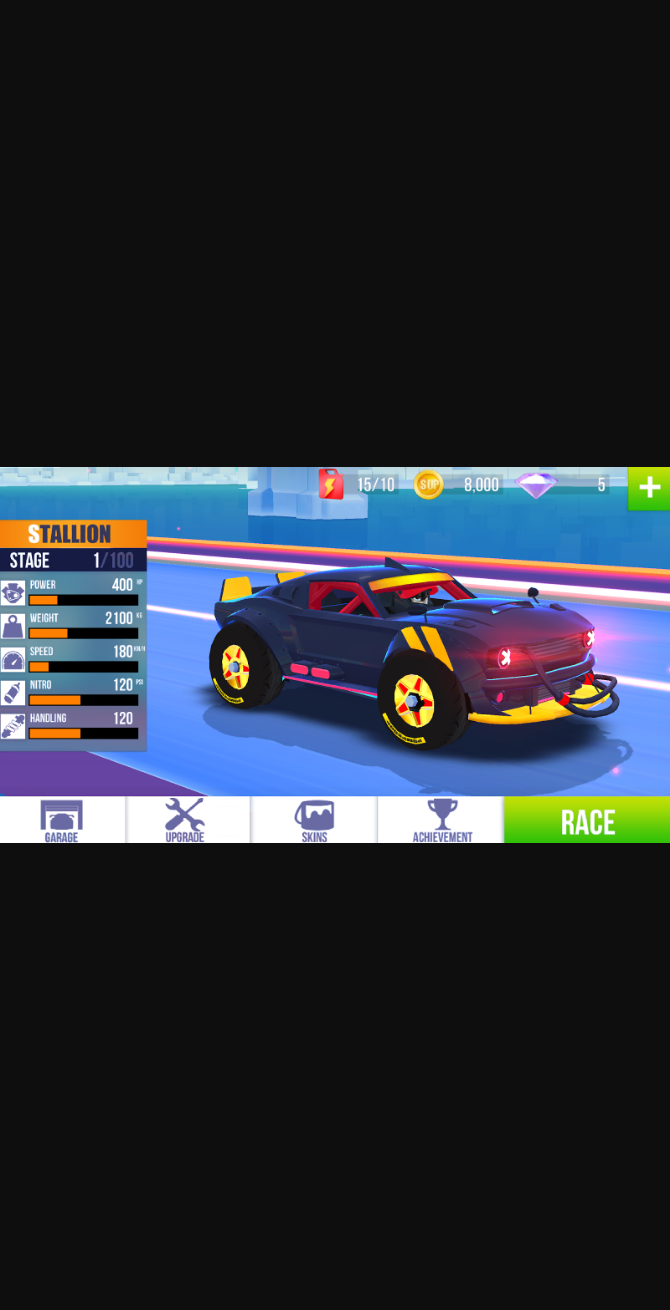 15/10
SUP
8,000
5
+
STALLION
STAGE 1/100
POWER 400 HP
WEIGHT 2100 KG
SPEED 180 KM/H
NITRO 120 PSI
HANDLING 120
GARAGE
UPGRADE
SKINS
ACHIEVEMENT
RACE